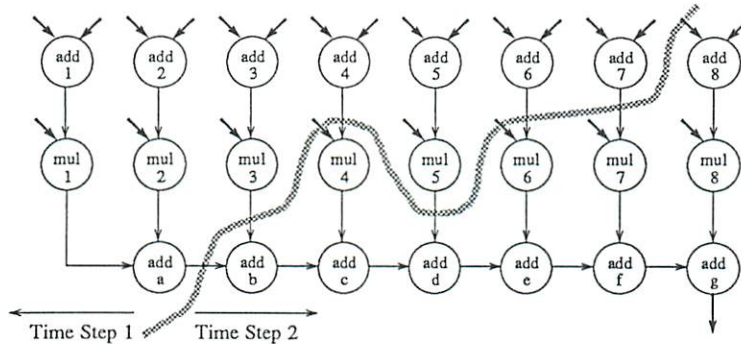 add 1 add 2 add 3 add 4 add 5 add 6 add 7 add 8
mul 1 mul 2 mul 3 mul 4 mul 5 mul 6 mul 7 mul 8
add a add b add c add d add e add f add g
Time Step 1 Time Step 2